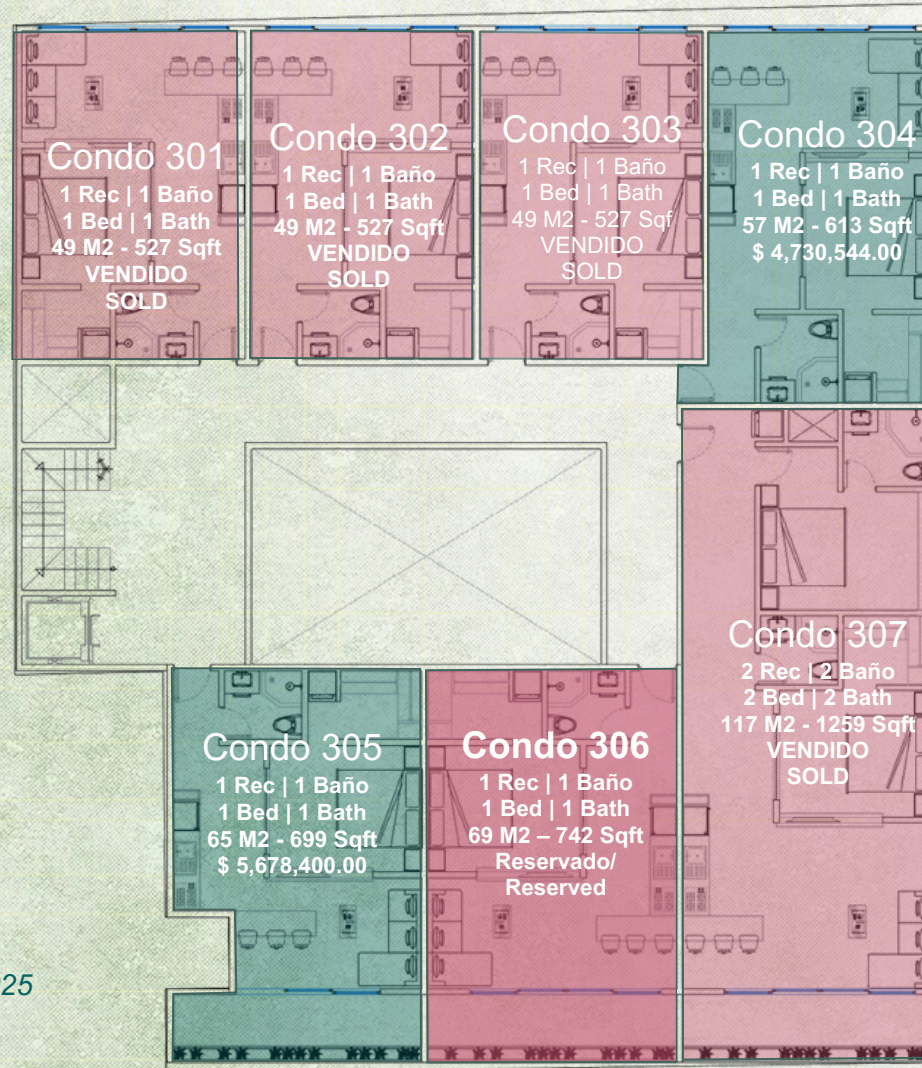 Condo 301
1 Rec | 1 Baño
1 Bed | 1 Bath
49 M2 - 527 Sqft
VENDIDO
SOLD
Condo 302
1 Rec | 1 Baño
1 Bed | 1 Bath
49 M2 - 527 Sqft
VENDIDO
SOLD
Condo 303
1 Rec | 1 Baño
1 Bed | 1 Bath
49 M2 - 527 Sqf
VENDIDO
SOLD
Condo 304
1 Rec | 1 Baño
1 Bed | 1 Bath
57 M2 - 613 Sqft
$ 4,730,544.00
Condo 307
2 Rec | 2 Baño
2 Bed | 2 Bath
117 M2 - 1259 Sqft
VENDIDO
SOLD
Condo 305
1 Rec | 1 Baño
1 Bed | 1 Bath
65 M2 - 699 Sqft
$ 5,678,400.00
Condo 306
1 Rec | 1 Baño
1 Bed | 1 Bath
69 M2 – 742 Sqft
Reservado/
Reserved
25